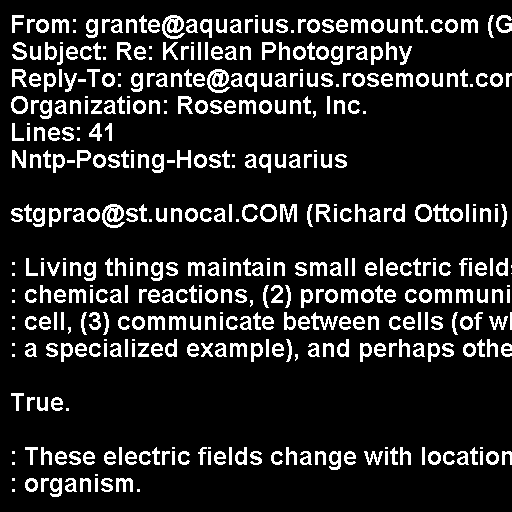 From: grante@aquarius.rosemount.com (G
Subject: Re: Krillean Photography
Reply-To: grante@aquarius.rosemount.cor
Organization: Rosemount, Inc.
Lines: 41
Nntp-Posting-Host: aquarius
stgprao@st.unocal.COM (Richard Ottolini)
: Living things maintain small electric field
: chemical reactions, (2) promote communi
: cell, (3) communicate between cells (of w
: a specialized example), and perhaps othe
True.
: These electric fields change with location
: organism.